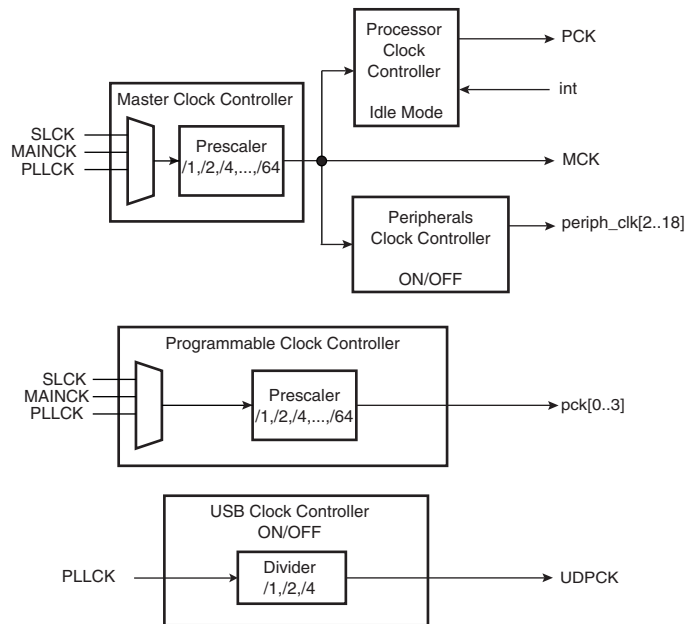 Processor
Clock
Controller
Idle Mode
PCK
int
Master Clock Controller
SLCK
MAINCK
PLLCK
Prescaler
/1,/2,/4,...,/64
MCK
Peripherals
Clock Controller
ON/OFF
periph_clk[2..18]
Programmable Clock Controller
SLCK
MAINCK
PLLCK
Prescaler
/1,/2,/4,...,/64
pck[0..3]
USB Clock Controller
ON/OFF
PLLCK
Divider
/1,/2,/4
UDPCK